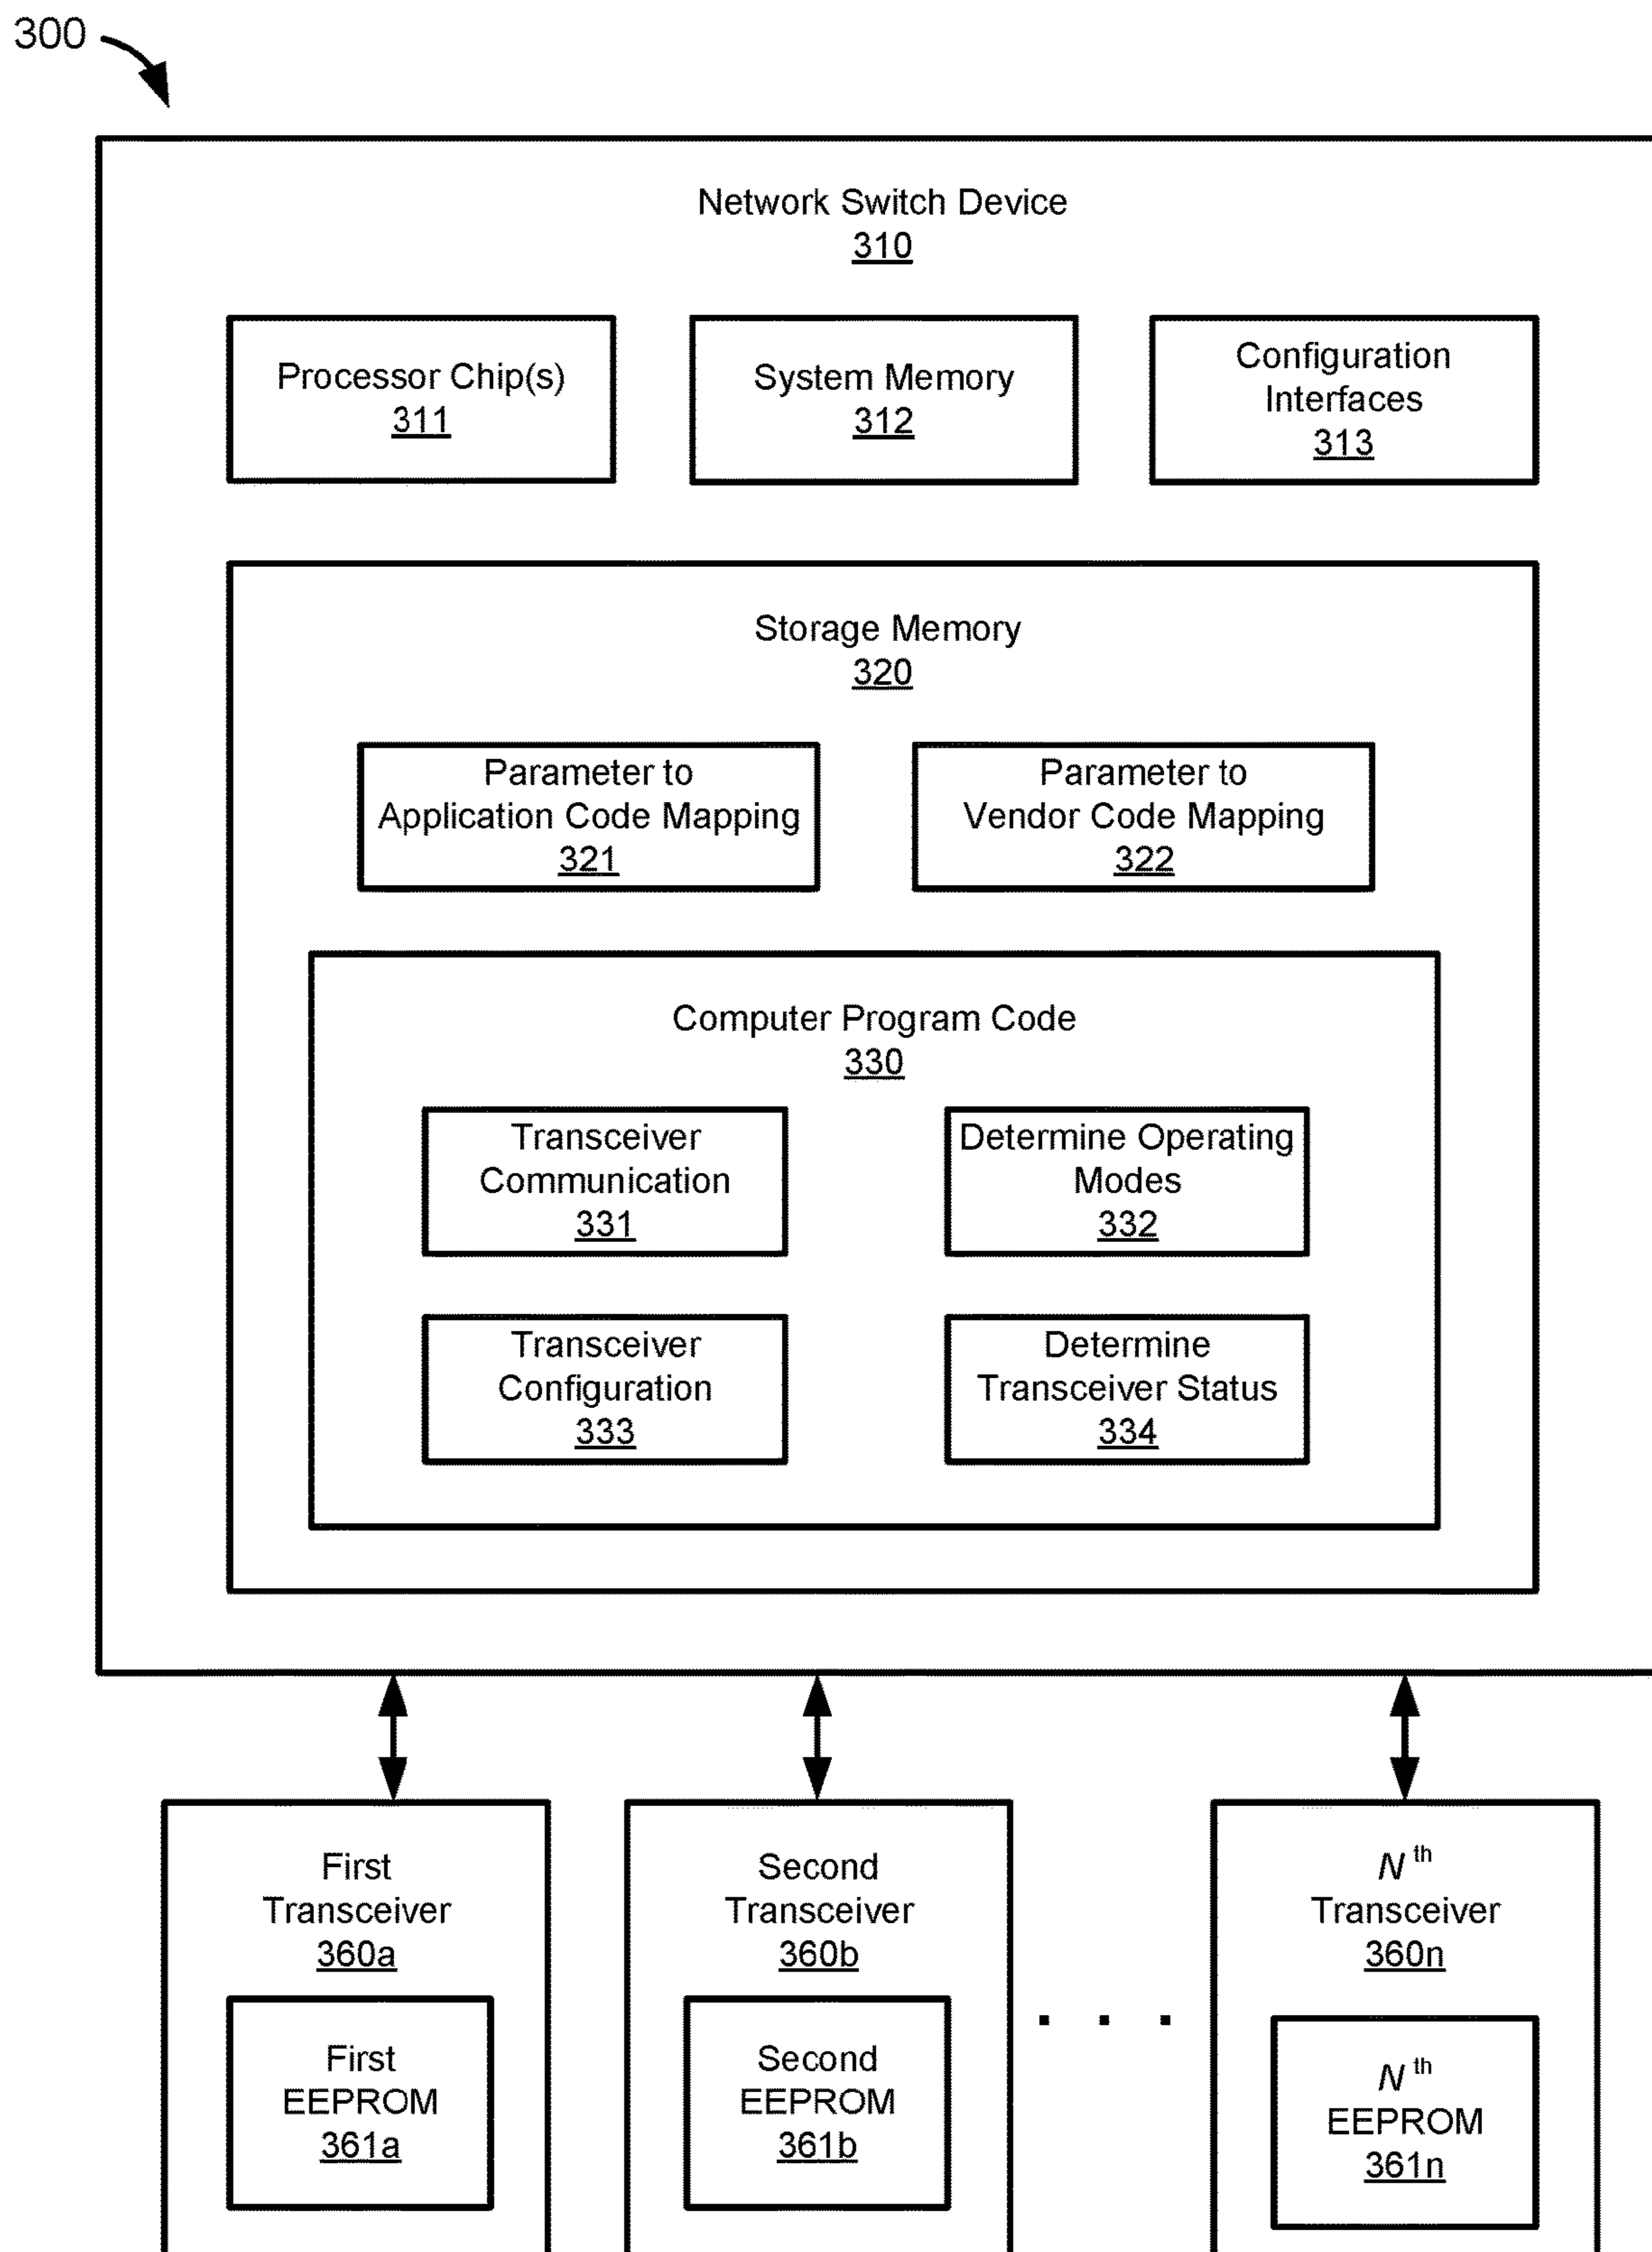 300
Network Switch Device
310
Processor Chip(s)
311
System Memory
312
Configuration
Interfaces
313
Storage Memory
320
Parameter to
Application Code Mapping
321
Parameter to
Vendor Code Mapping
322
Computer Program Code
330
Transceiver
Communication
331
Determine Operating
Modes
332
Transceiver
Configuration
333
Determine
Transceiver Status
334
First
Transceiver
360a
First
EEPROM
361a
Second
Transceiver
360b
Second
EEPROM
361b
. . .
Nth
Transceiver
360n
Nth
EEPROM
361n